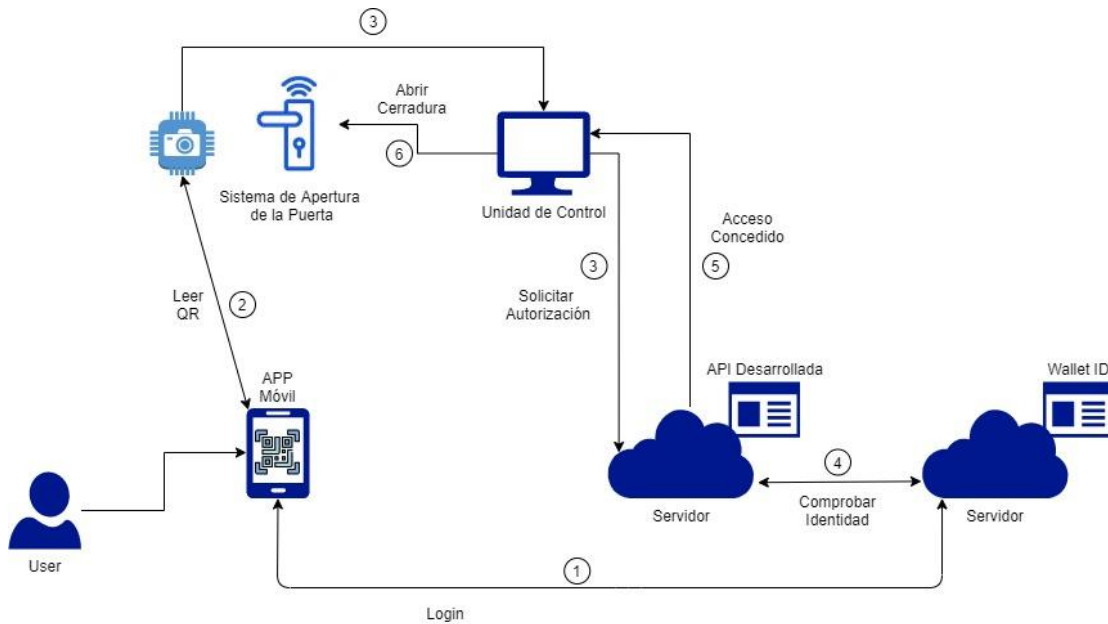 3
Abrir
Cerradura
6
Sistema de Apertura
de la Puerta
Unidad de Control
Acceso
Concedido
3
5
Solicitar
Autorización
Leer
QR
2
APP
Móvil
API Desarrollada
Wallet ID
4
Comprobar
Identidad
Servidor
Servidor
User
1
Login